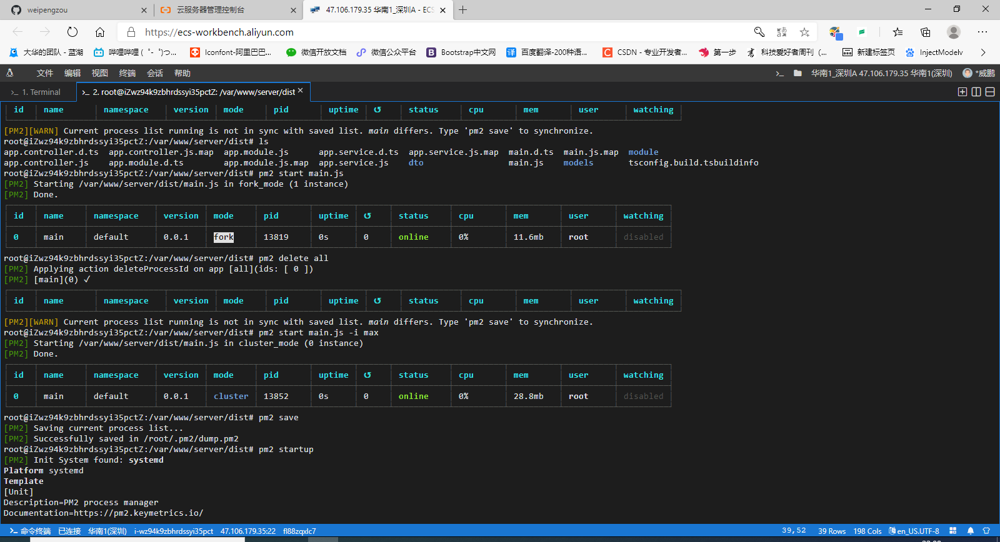 weipengzou
云服务器管理控制台
47.106.179.35 华南1_深圳A - ECS
https://ecs-workbench.aliyun.com
大华的团队 - 蓝湖
哔哩哔哩 ( ゜- ゜)つ...
Iconfont-阿里巴巴...
微信开放文档
微信公众平台
Bootstrap中文网
百度翻译-200种语...
CSDN - 专业开发者...
第一步
科技爱好者周刊 (...
新建标签页
InjectModelv
文件 编辑 视图 终端 会话 帮助
华南1_深圳A 47.106.179.35 华南1(深圳)
*威鹏
1. Terminal
2. root@iZwz94k9zbhrdssyi35pctZ: /var/www/server/dist
id name namespace version mode pid uptime ↺ status cpu mem user watching
[PM2][WARN] Current process list running is not in sync with saved list. main differs. Type 'pm2 save' to synchronize.
root@iZwz94k9zbhrdssyi35pctZ:/var/www/server/dist# ls
app.controller.d.ts app.controller.js.map app.module.js app.service.d.ts app.service.js.map main.d.ts main.js.map module
app.controller.js app.module.d.ts app.module.js.map app.service.js dto main.js models tsconfig.build.tsbuildinfo
root@iZwz94k9zbhrdssyi35pctZ:/var/www/server/dist# pm2 start main.js
[PM2] Starting /var/www/server/dist/main.js in fork_mode (1 instance)
[PM2] Done.
id name namespace version mode pid uptime ↺ status cpu mem user watching
0 main default 0.0.1 fork 13819 0s 0 online 0% 11.6mb root disabled
root@iZwz94k9zbhrdssyi35pctZ:/var/www/server/dist# pm2 delete all
[PM2] Applying action deleteProcessId on app [all](ids: [ 0 ])
[PM2] [main](0) ✓
id name namespace version mode pid uptime ↺ status cpu mem user watching
[PM2][WARN] Current process list running is not in sync with saved list. main differs. Type 'pm2 save' to synchronize.
root@iZwz94k9zbhrdssyi35pctZ:/var/www/server/dist# pm2 start main.js -i max
[PM2] Starting /var/www/server/dist/main.js in cluster_mode (0 instance)
[PM2] Done.
id name namespace version mode pid uptime ↺ status cpu mem user watching
0 main default 0.0.1 cluster 13852 0s 0 online 0% 28.8mb root disabled
root@iZwz94k9zbhrdssyi35pctZ:/var/www/server/dist# pm2 save
[PM2] Saving current process list...
[PM2] Successfully saved in /root/.pm2/dump.pm2
root@iZwz94k9zbhrdssyi35pctZ:/var/www/server/dist# pm2 startup
[PM2] Init System found: systemd
Platform systemd
Template
[Unit]
Description=PM2 process manager
Documentation=https://pm2.keymetrics.io/
命令终端 已连接 华南1(深圳) i-wz94k9zbhrdssyi35pct 47.106.179.35:22 fl88zqxlc7
39,52 39 Rows 198 Cols en_US.UTF-8